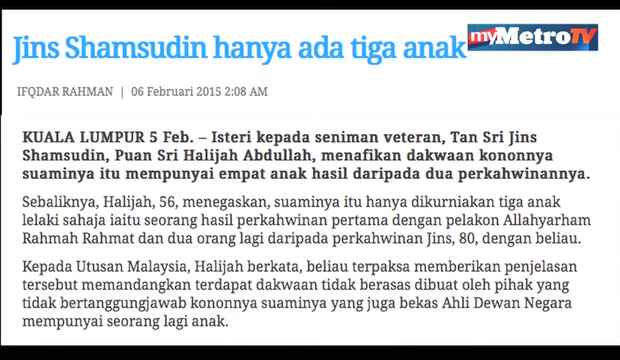 Jins Shamsudin hanya ada tiga anak
myMetroTV
IFQDAR RAHMAN | 06 Februari 2015 2:08 AM
KUALA LUMPUR 5 Feb. – Isteri kepada seniman veteran, Tan Sri Jins
Shamsudin, Puan Sri Halijah Abdullah, menafikan dakwaan kononnya
suaminya itu mempunyai empat anak hasil daripada dua perkahwinannya.
Sebaliknya, Halijah, 56, menegaskan, suaminya itu hanya dikurniakan tiga anak
lelaki sahaja iaitu seorang hasil perkahwinan pertama dengan pelakon Allahyarham
Rahmah Rahmat dan dua orang lagi daripada perkahwinan Jins, 80, dengan beliau.
Kepada Utusan Malaysia, Halijah berkata, beliau terpaksa memberikan penjelasan
tersebut memandangkan terdapat dakwaan tidak berasas dibuat oleh pihak yang
tidak bertanggungjawab kononnya suaminya yang juga bekas Ahli Dewan Negara
mempunyai seorang lagi anak.